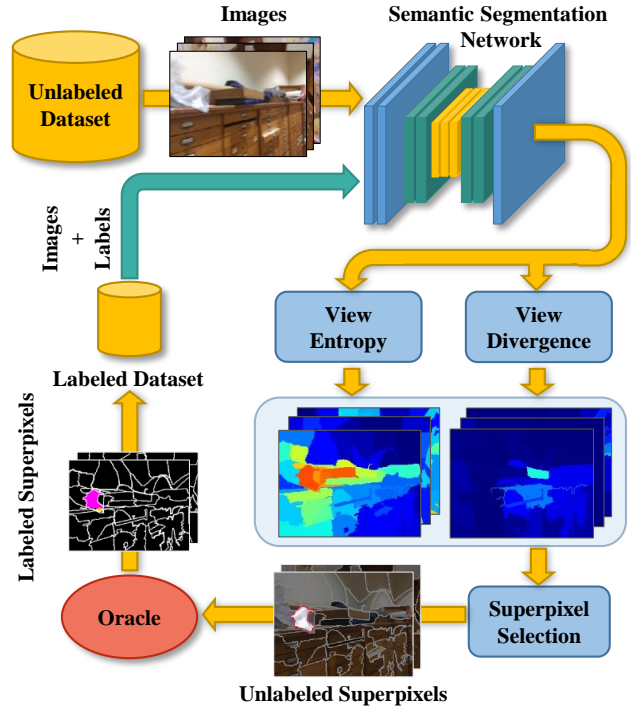 Images
Semantic Segmentation
Network
Unlabeled
Dataset
Images
+
Labels
View
Entropy
View
Divergence
Labeled Dataset
Labeled Superpixels
Oracle
Superpixel
Selection
Unlabeled Superpixels